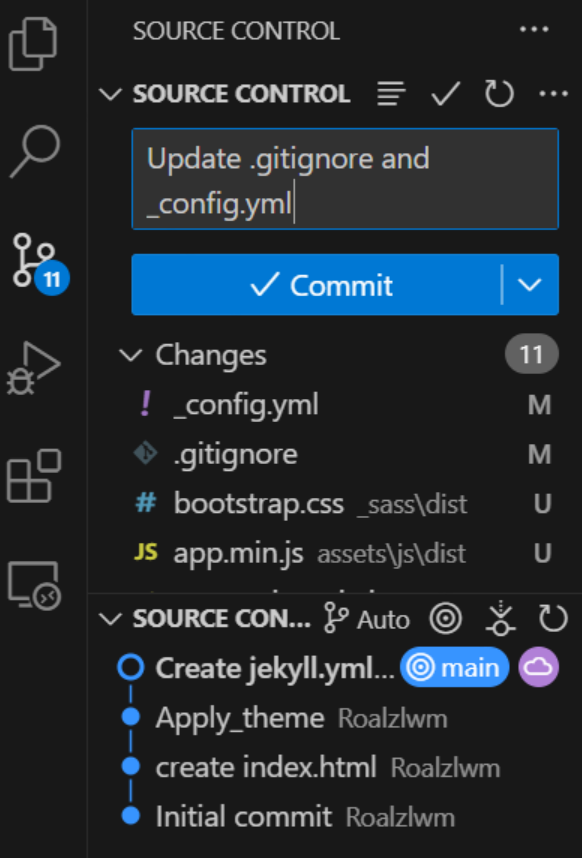 SOURCE CONTROL
SOURCE CONTROL
Update .gitignore and
_config.yml
11
Commit
Changes 11
! _config.yml M
.gitignore M
# bootstrap.css _sass\dist U
JS app.min.js assets\js\dist U
SOURCE CON... Auto
Create jekyll.yml... main
Apply_theme Roalzlwm
create index.html Roalzlwm
Initial commit Roalzlwm